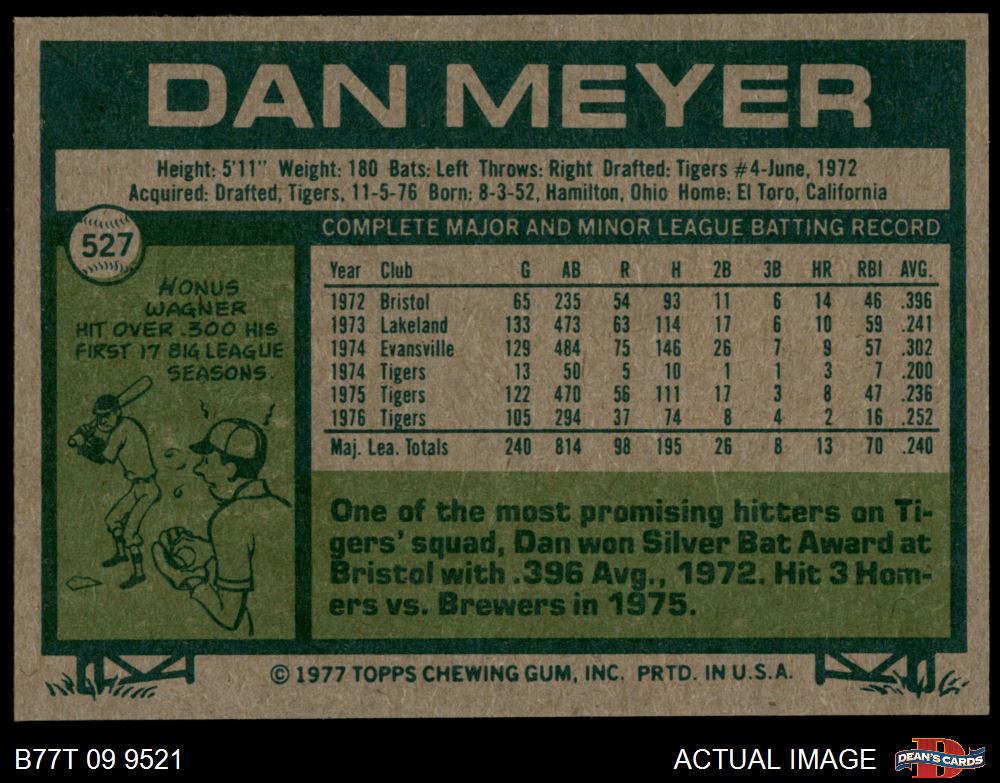 DAN MEYER
Height: 5'11" Weight: 180 Bats: Left Throws: Right Drafted: Tigers #4-June, 1972
Acquired: Drafted, Tigers, 11-5-76 Born: 8-3-52, Hamilton, Ohio Home: El Toro, California
527
HONUS
WAGNER
HIT OVER .300 HIS
FIRST 17 BIG LEAGUE
SEASONS.
COMPLETE MAJOR AND MINOR LEAGUE BATTING RECORD
Year Club G AB R H 2B 3B HR RBI AVG.
1972 Bristol 65 235 54 93 11 6 14 46 .396
1973 Lakeland 133 473 63 114 17 6 10 59 .241
1974 Evansville 129 484 75 146 26 7 9 57 .302
1974 Tigers 13 50 5 10 1 1 3 7 .200
1975 Tigers 122 470 56 111 17 3 8 47 .236
1976 Tigers 105 294 37 74 8 4 2 16 .252
Maj. Lea. Totals 240 814 98 195 26 8 13 70 .240
One of the most promising hitters on Ti-
gers' squad, Dan won Silver Bat Award at
Bristol with .396 Avg., 1972. Hit 3 Hom-
ers vs. Brewers in 1975.
© 1977 TOPPS CHEWING GUM, INC. PRTD. IN U.S.A.
B77T 09 9521
ACTUAL IMAGE
DEAN'S CARDS